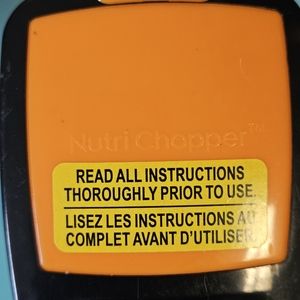 Nutri Chopper™
READ ALL INSTRUCTIONS
THOROUGHLY PRIOR TO USE.
LISEZ LES INSTRUCTIONS AU
COMPLET AVANT D'UTILISER.